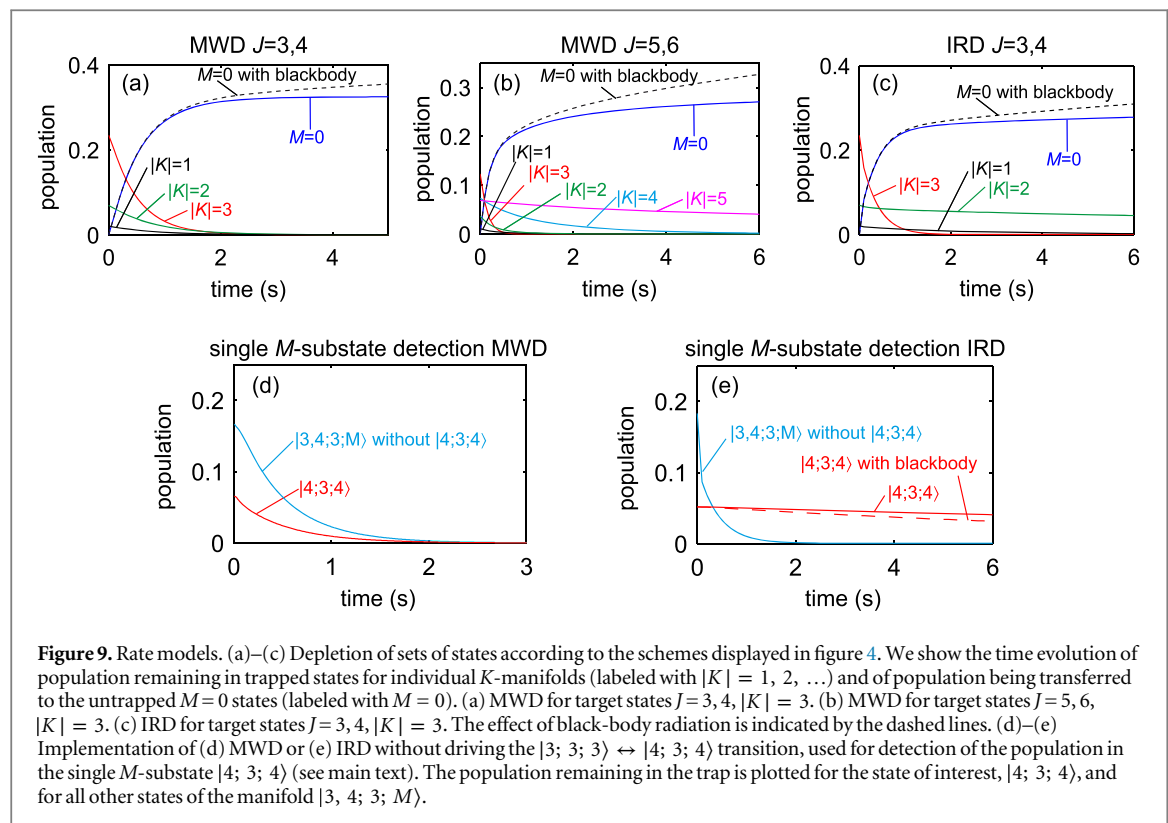 MWD J=3,4
MWD J=5,6
IRD J=3,4
(a)
M=0 with blackbody
M=0
|K|=1
|K|=2
|K|=3
0.4
0.2
0
population
0
2
4
time (s)
(b)
M=0 with blackbody
M=0
|K|=1
|K|=3
|K|=2
|K|=4
|K|=5
0.3
0.2
0.1
0
population
0
2
4
6
time (s)
(c)
M=0 with blackbody
M=0
|K|=1
|K|=3
|K|=2
0.4
0.2
0
population
0
2
4
6
time (s)
single M-substate detection MWD
(d)
|3,4;3;M⟩ without |4;3;4⟩
|4;3;4⟩
0.2
0.1
0
population
0
1
2
3
time (s)
single M-substate detection IRD
(e)
|3,4;3;M⟩ without |4;3;4⟩
|4;3;4⟩ with blackbody
|4;3;4⟩
0.2
0.1
0
population
0
2
4
6
time (s)
Figure 9. Rate models. (a)–(c) Depletion of sets of states according to the schemes displayed in figure 4. We show the time evolution of
population remaining in trapped states for individual K-manifolds (labeled with |K| = 1, 2, …) and of population being transferred
to the untrapped M = 0 states (labeled with M = 0). (a) MWD for target states J = 3, 4, |K| = 3. (b) MWD for target states J = 5, 6,
|K| = 3. (c) IRD for target states J = 3, 4, |K| = 3. The effect of black-body radiation is indicated by the dashed lines. (d)–(e)
Implementation of (d) MWD or (e) IRD without driving the |3; 3; 3⟩ ↔ |4; 3; 4⟩ transition, used for detection of the population in
the single M-substate |4; 3; 4⟩ (see main text). The population remaining in the trap is plotted for the state of interest, |4; 3; 4⟩, and
for all other states of the manifold |3, 4; 3; M⟩.